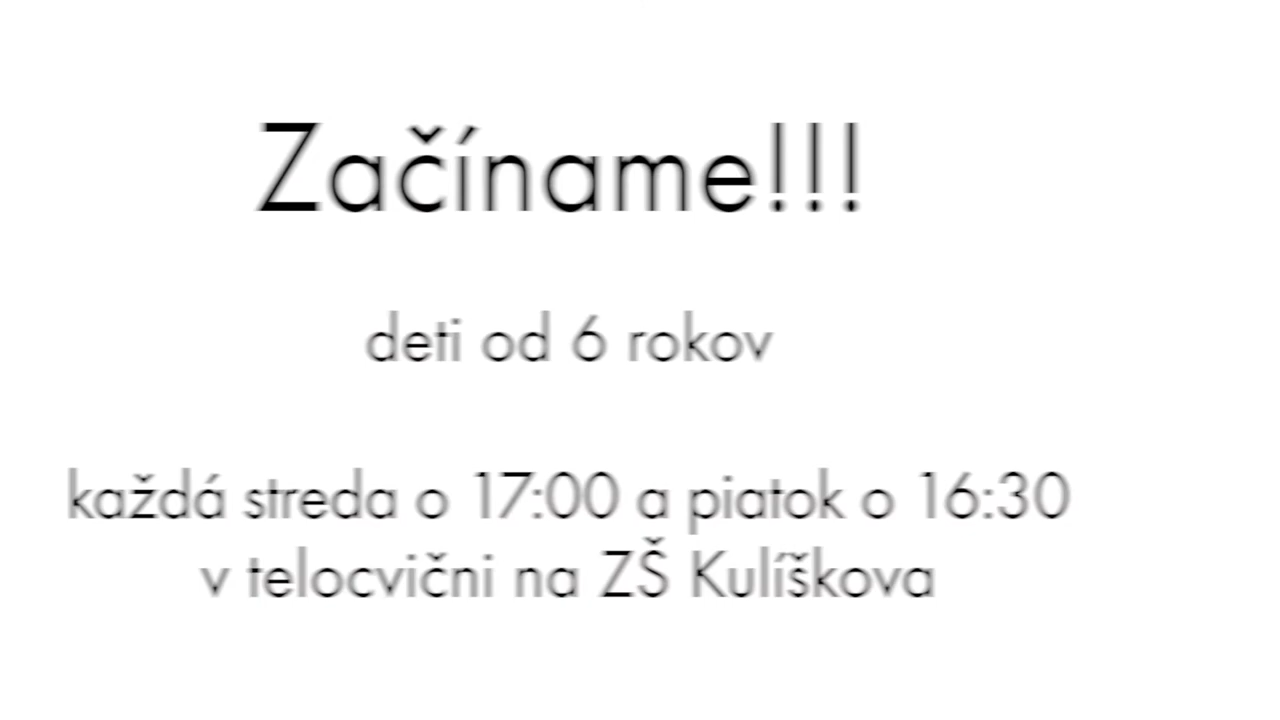 Začíname!!!
deti od 6 rokov
každá streda o 17:00 a piatok o 16:30
v telocvični na ZŠ Kulíškova